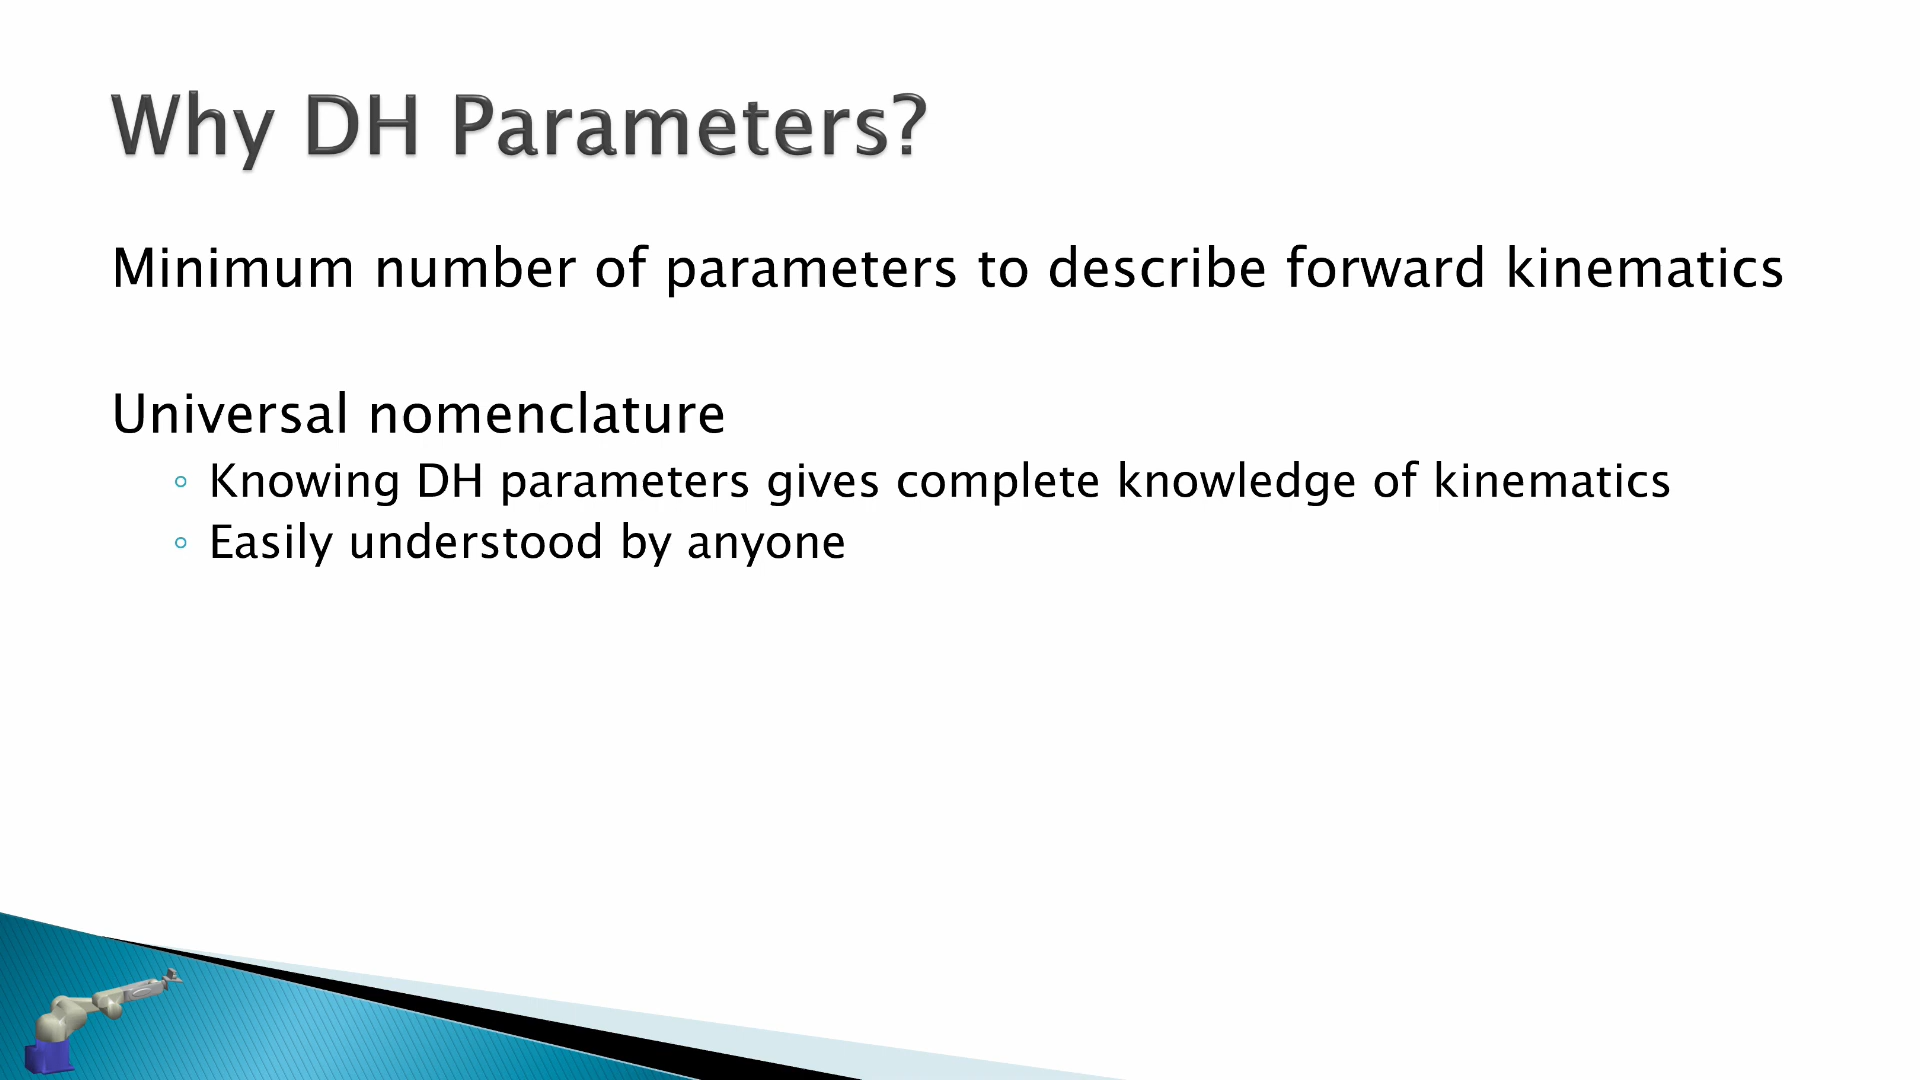 Why DH Parameters?
Minimum number of parameters to describe forward kinematics
Universal nomenclature
◦ Knowing DH parameters gives complete knowledge of kinematics
◦ Easily understood by anyone